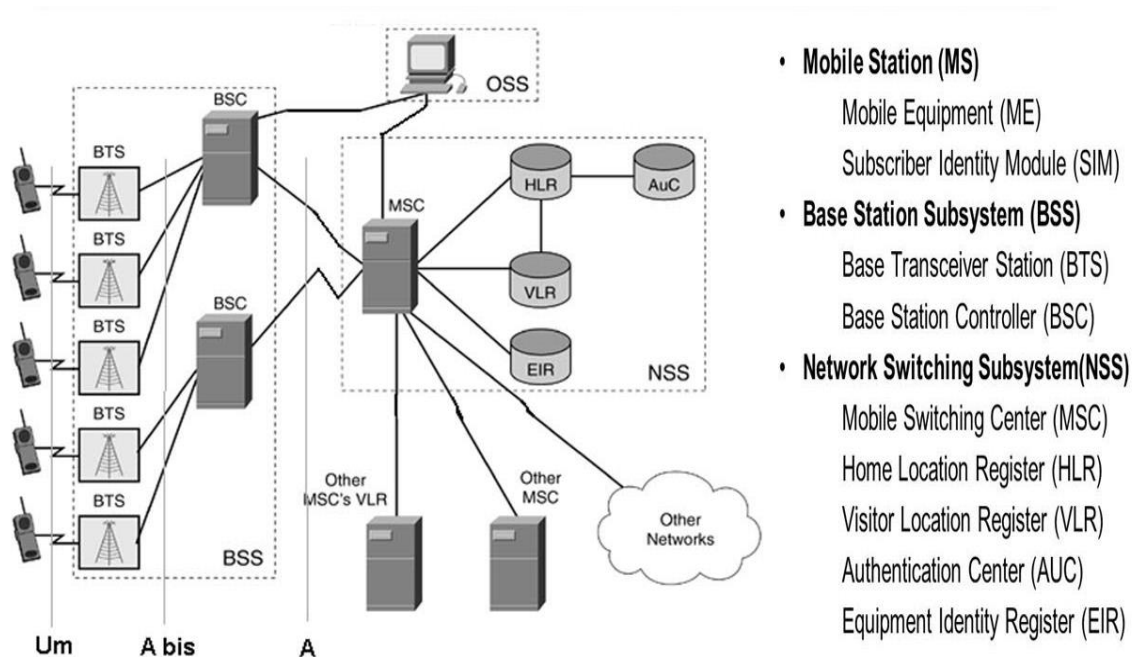 OSS
BSC
BTS
BTS
BSC
BTS
BTS
BTS
BSS
MSC
HLR
AuC
VLR
EIR
NSS
Other
MSC's VLR
Other
MSC
Other
Networks
Um
A bis
A
• Mobile Station (MS)
Mobile Equipment (ME)
Subscriber Identity Module (SIM)
• Base Station Subsystem (BSS)
Base Transceiver Station (BTS)
Base Station Controller (BSC)
• Network Switching Subsystem(NSS)
Mobile Switching Center (MSC)
Home Location Register (HLR)
Visitor Location Register (VLR)
Authentication Center (AUC)
Equipment Identity Register (EIR)